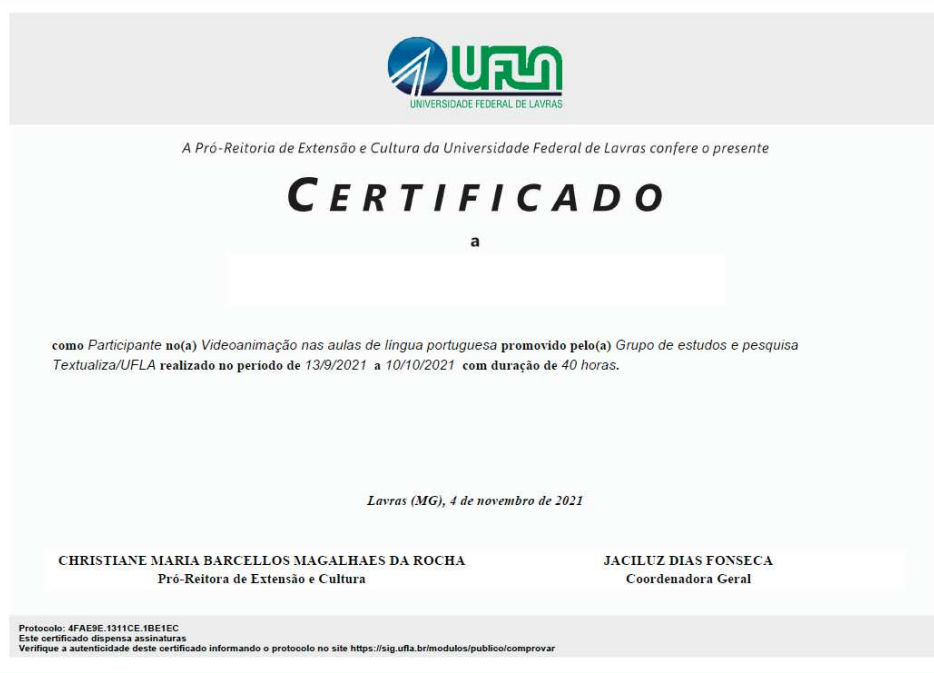 UFLA
UNIVERSIDADE FEDERAL DE LAVRAS
A Pró-Reitoria de Extensão e Cultura da Universidade Federal de Lavras confere o presente
CERTIFICADO
a
como Participante no(a) Videoanimação nas aulas de língua portuguesa promovido pelo(a) Grupo de estudos e pesquisa
Textualiza/UFLA realizado no período de 13/9/2021 a 10/10/2021 com duração de 40 horas.
Lavras (MG), 4 de novembro de 2021
CHRISTIANE MARIA BARCELLOS MAGALHAES DA ROCHA
Pró-Reitora de Extensão e Cultura
JACILUZ DIAS FONSECA
Coordenadora Geral
Protocolo: 4FAE9E.1311CE.1BE1EC
Este certificado dispensa assinaturas
Verifique a autenticidade deste certificado informando o protocolo no site https://sig.ufla.br/modulos/publico/comprovar